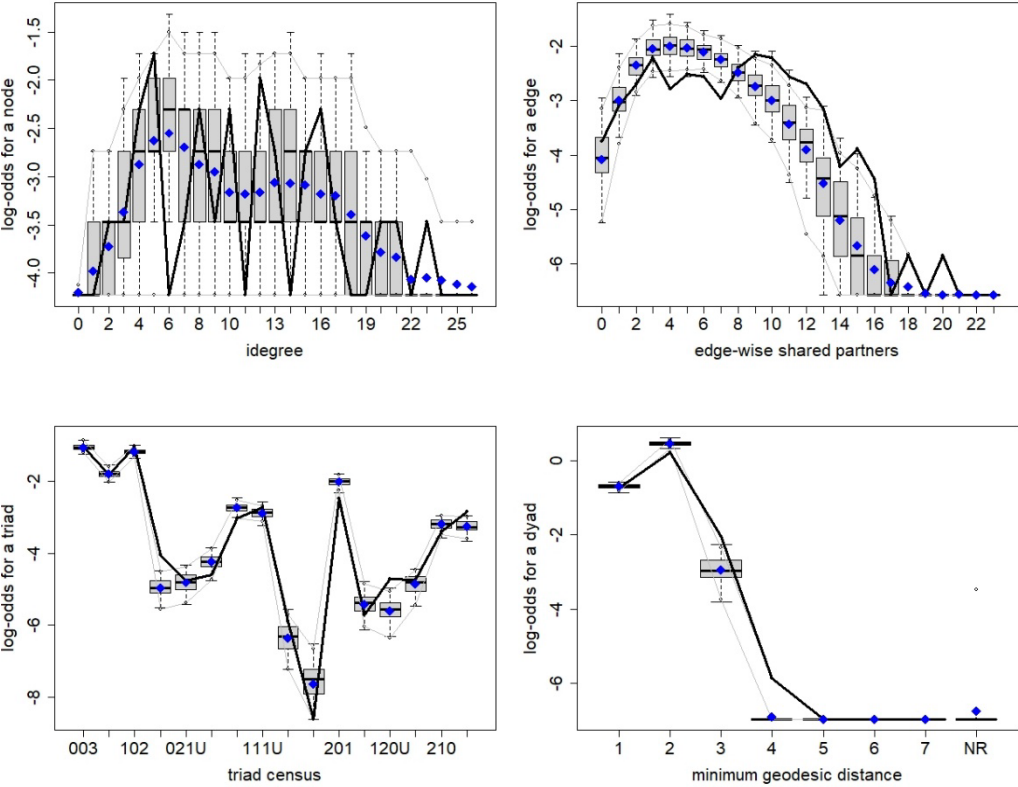 log-odds for a node
-1.5
-2.0
-2.5
-3.0
-3.5
-4.0
0 2 4 6 8 10 13 16 19 22 25
idegree
log-odds for a edge
-2
-3
-4
-5
-6
0 2 4 6 8 10 12 14 16 18 20 22
edge-wise shared partners
log-odds for a triad
-2
-4
-6
-8
003 102 021U 111U 201 120U 210
triad census
log-odds for a dyad
0
-2
-4
-6
1 2 3 4 5 6 7 NR
minimum geodesic distance